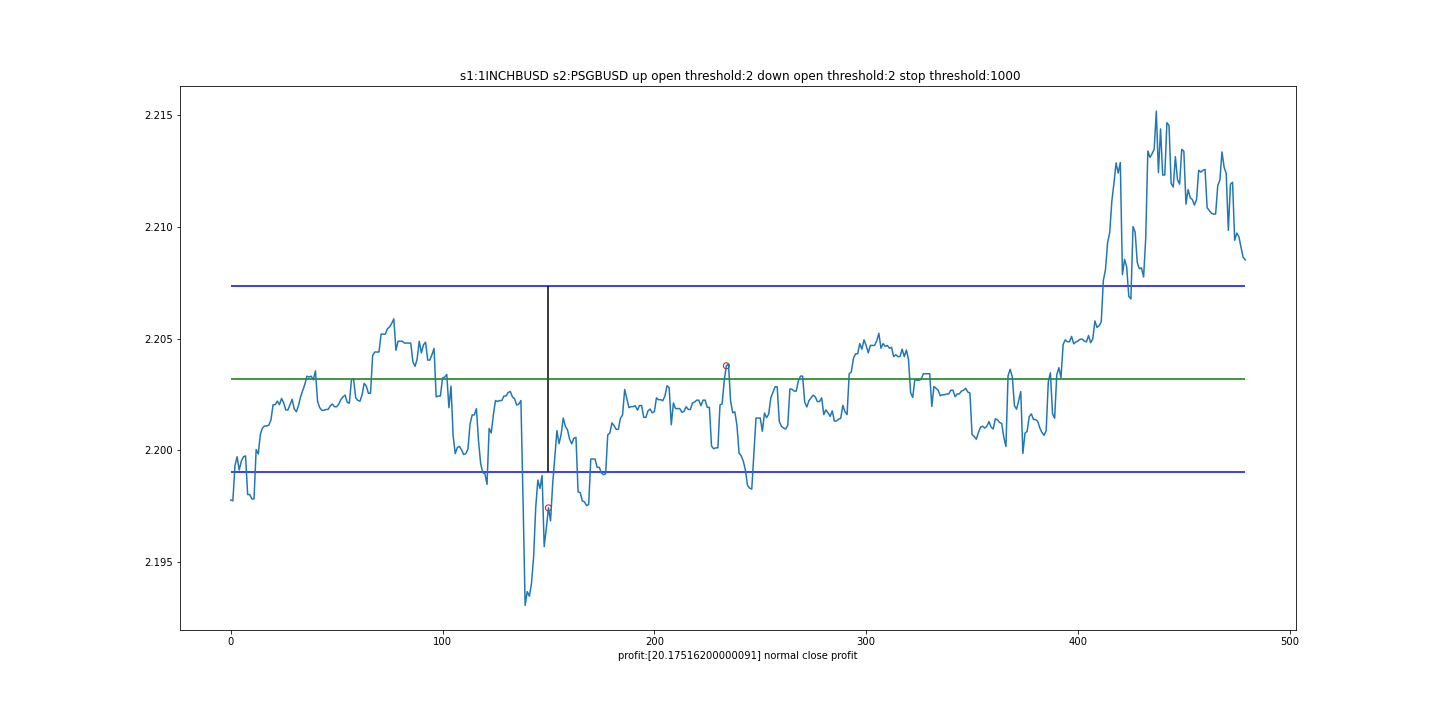 s1:1INCHBUSD s2:PSGBUSD up open threshold:2 down open threshold:2 stop threshold:1000
2.215
2.210
2.205
2.200
2.195
0 100 200 300 400 500
profit:[20.17516200000091] normal close profit